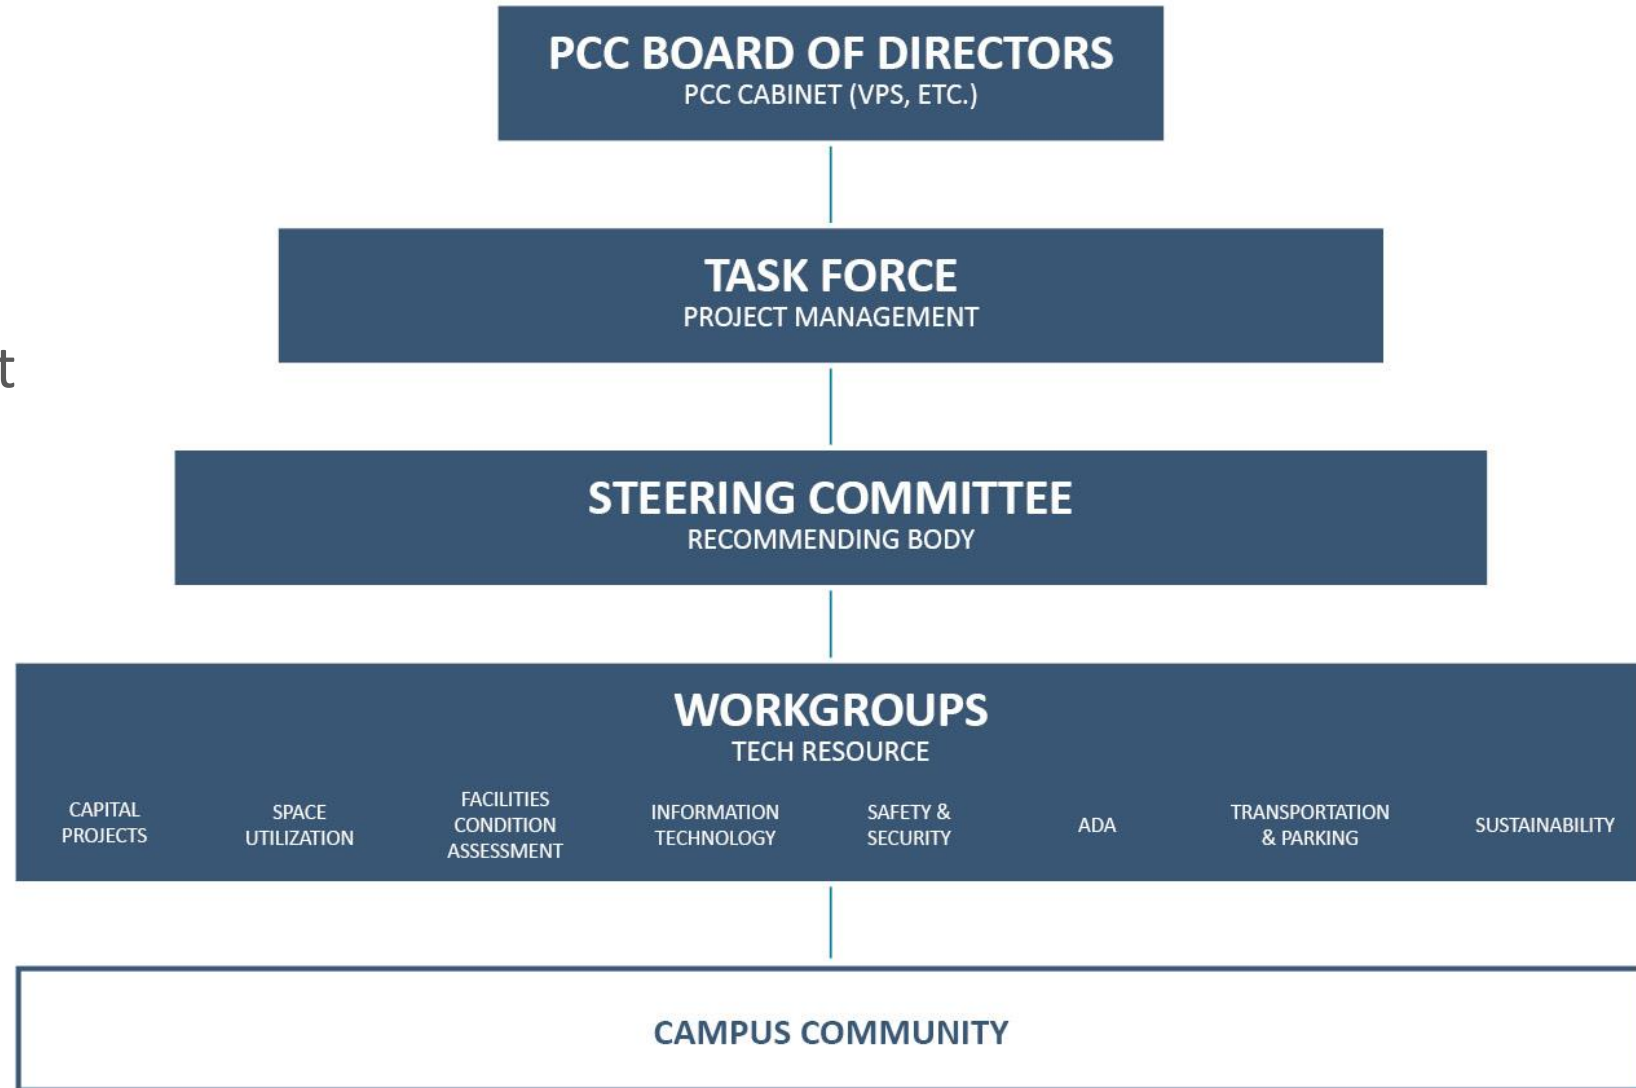 PCC BOARD OF DIRECTORS
PCC CABINET (VPS, ETC.)
TASK FORCE
PROJECT MANAGEMENT
t
STEERING COMMITTEE
RECOMMENDING BODY
WORKGROUPS
TECH RESOURCE
CAPITAL
PROJECTS
SPACE
UTILIZATION
FACILITIES
CONDITION
ASSESSMENT
INFORMATION
TECHNOLOGY
SAFETY &
SECURITY
ADA
TRANSPORTATION
& PARKING
SUSTAINABILITY
CAMPUS COMMUNITY